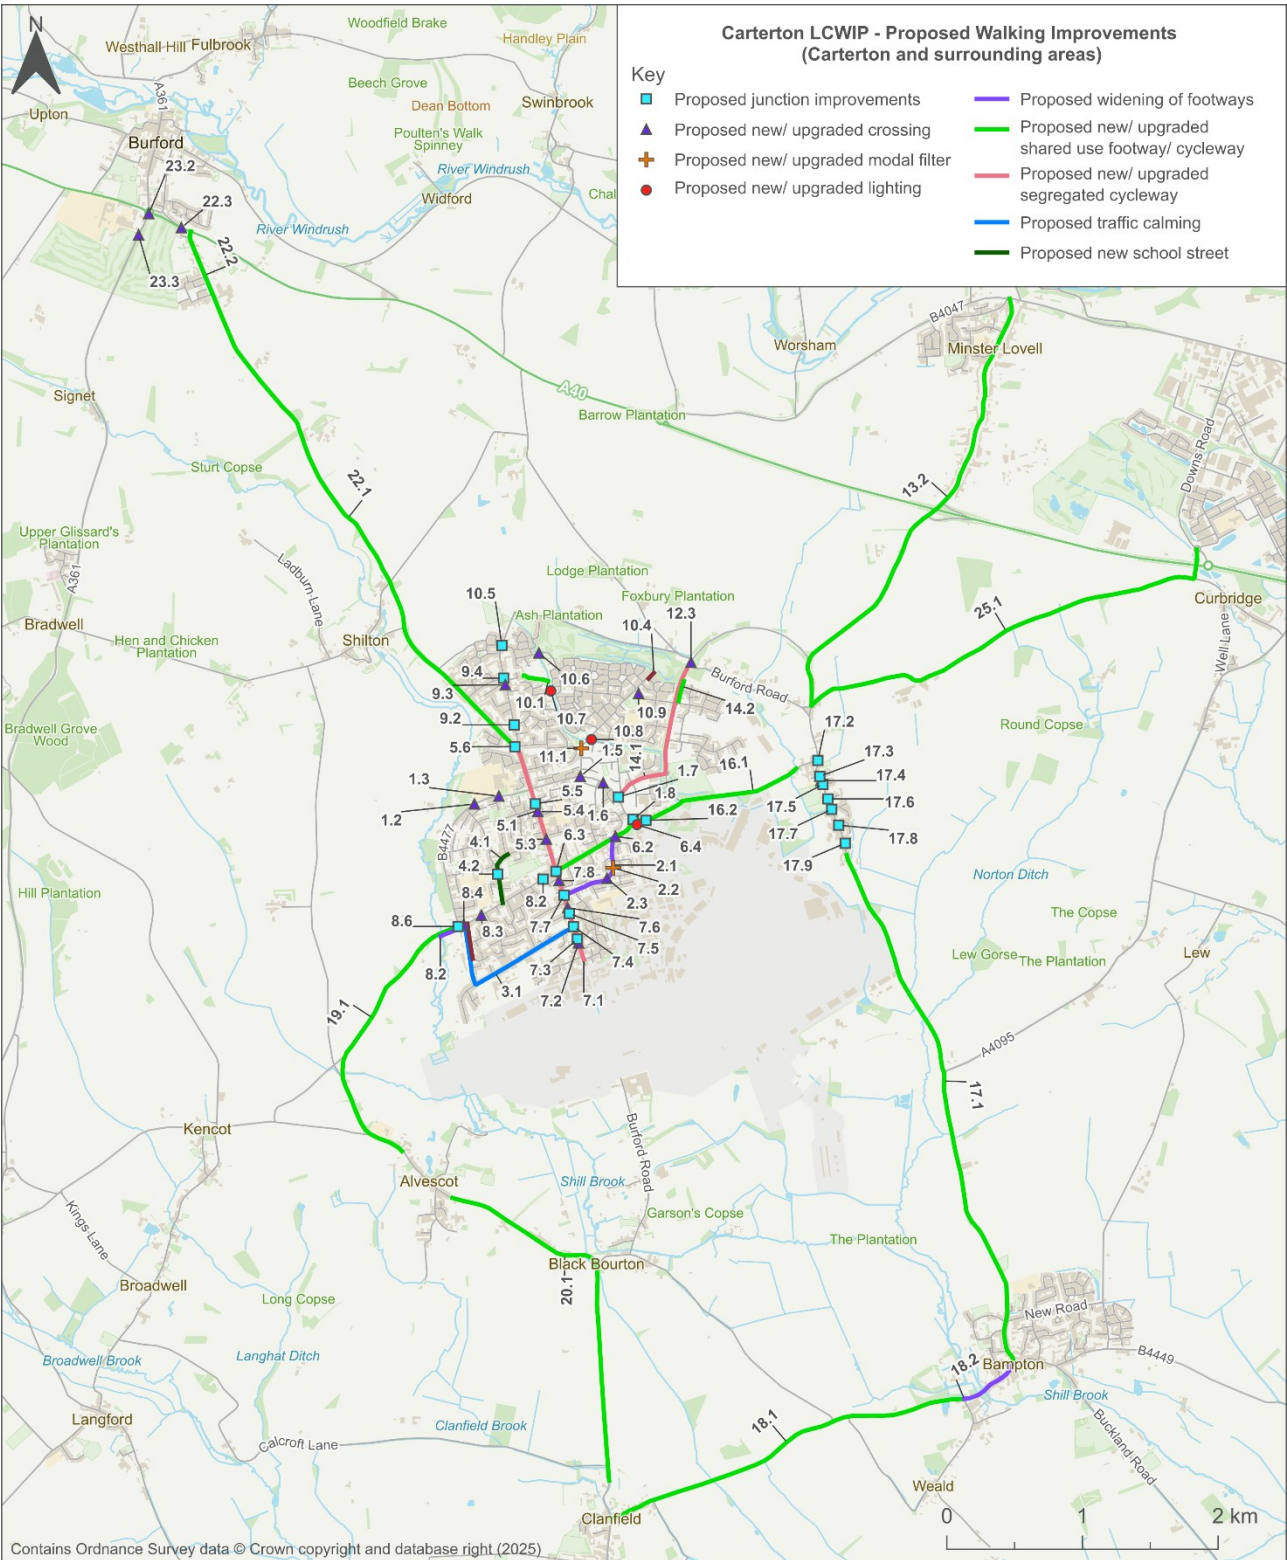 N
Carterton LCWIP - Proposed Walking Improvements
(Carterton and surrounding areas)
Key
Proposed junction improvements
Proposed new/ upgraded crossing
Proposed new/ upgraded modal filter
Proposed new/ upgraded lighting
Proposed widening of footways
Proposed new/ upgraded
shared use footway/ cycleway
Proposed new/ upgraded
segregated cycleway
Proposed traffic calming
Proposed new school street
Woodfield Brake
Westhall Hill
Fulbrook
Handley Plain
Beech Grove
A361
Dean Bottom
Swinbrook
Upton
Poulten's Walk
Spinney
Burford
River Windrush
23.2
Widford
Chal
22.3
River Windrush
22.2
23.3
B4047
Worsham
Minster Lovell
A40
Signet
Barrow Plantation
Downs Road
Sturt Copse
22.1
13.2
Upper Glissard's
Plantation
A361
Ladburn Lane
Lodge Plantation
Foxbury Plantation
10.5
Ash Plantation
12.3
10.4
25.1
Curbridge
Bradwell
Hen and Chicken
Plantation
Shilton
9.4
10.6
Burford Road
Well Lane
9.3
10.1
10.7
10.9
14.2
Bradwell Grove
Wood
9.2
10.8
Round Copse
17.2
5.6
11.1
1.5
14.1
17.3
1.3
1.7
16.1
17.4
5.5
1.8
1.2
5.1
5.4
1.6
16.2
17.5
17.6
B4477
4.1
5.3
6.3
6.2
6.4
17.7
17.8
4.2
7.8
2.1
17.9
Hill Plantation
8.4
8.2
2.2
Norton Ditch
2.3
8.6
8.3
7.7
7.6
The Copse
7.5
8.2
7.3
7.4
Lew Gorse
The Plantation
Lew
3.1
7.2
7.1
19.1
A4095
17.1
Kencot
Burford Road
Alvescot
Shill Brook
Kings Lane
Garson's Copse
The Plantation
Black Bourton
Broadwell
20.1
Long Copse
New Road
Broadwell Brook
Langhat Ditch
18.2
Bampton
B4449
Shill Brook
Langford
Clanfield Brook
18.1
Buckland Road
Calcroft Lane
Weald
Clanfield
0
1
2 km
Contains Ordnance Survey data © Crown copyright and database right (2025)